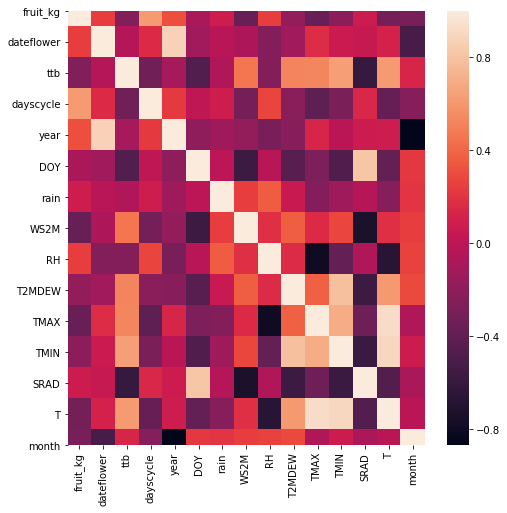 fruit_kg
dateflower
ttb
dayscycle
year
DOY
rain
WS2M
RH
T2MDEW
TMAX
TMIN
SRAD
T
month
fruit_kg
dateflower
ttb
dayscycle
year
DOY
rain
WS2M
RH
T2MDEW
TMAX
TMIN
SRAD
T
month
0.8
0.4
0.0
−0.4
−0.8